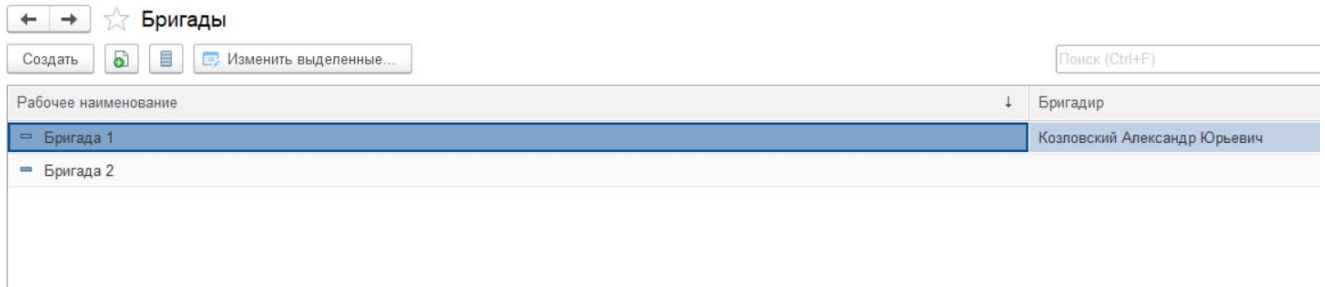 Бригады
Создать Изменить выделенные... Поиск (Ctrl+F)
Рабочее наименование ↓ Бригадир
Бригада 1 Козловский Александр Юрьевич
Бригада 2